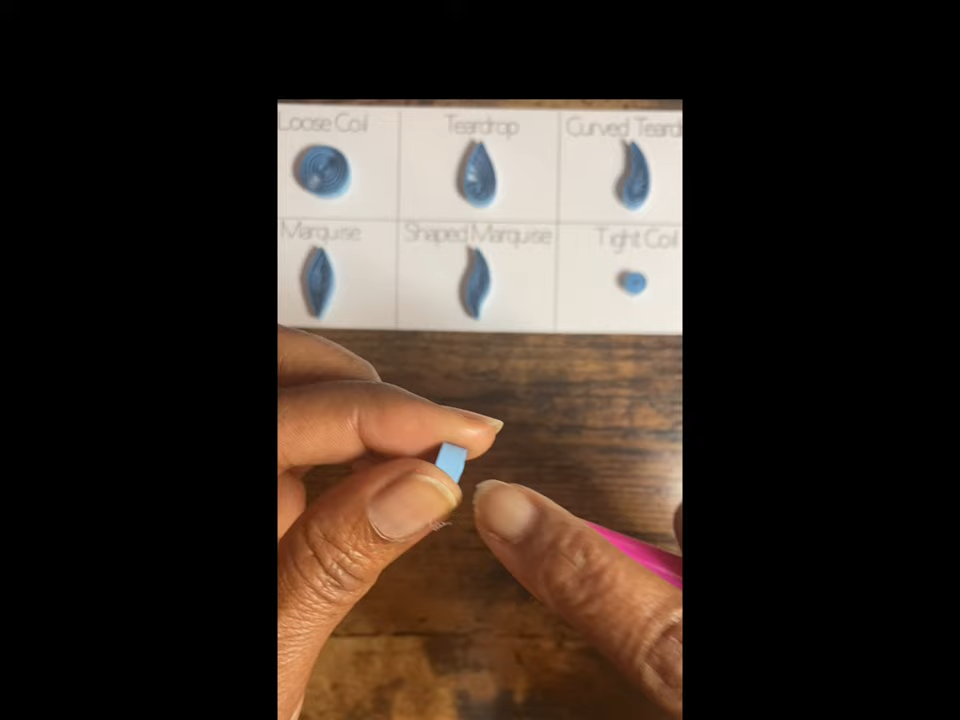 Loose Coil
Teardrop
Curved Teard
Marquise
Shaped Marquise
Tight Coil